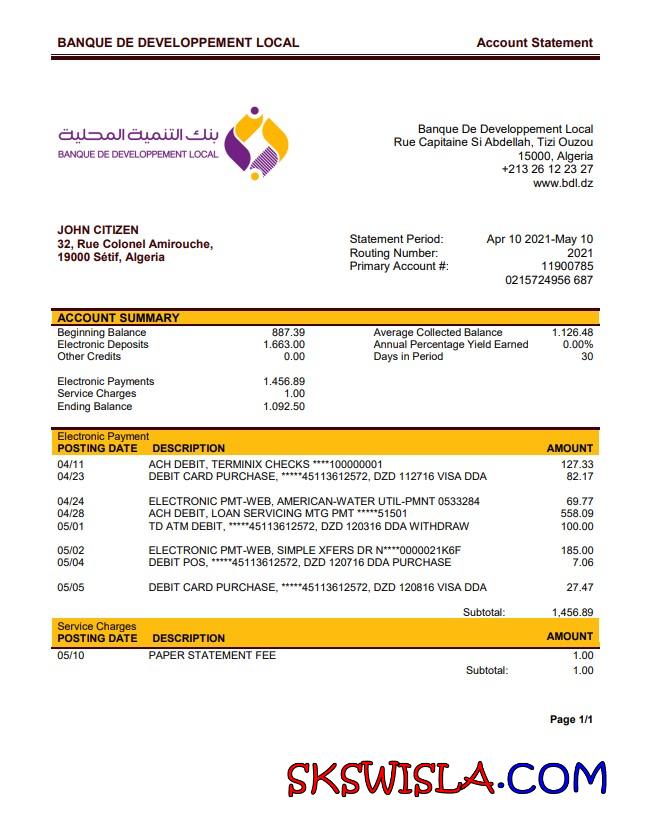 BANQUE DE DEVELOPPEMENT LOCAL Account Statement
بنك التنمية المحلية
BANQUE DE DEVELOPPEMENT LOCAL
Banque De Developpement Local
Rue Capitaine Si Abdellah, Tizi Ouzou
15000, Algeria
+213 26 12 23 27
www.bdl.dz
JOHN CITIZEN
32, Rue Colonel Amirouche,
19000 Sétif, Algeria
Statement Period: Apr 10 2021-May 10
Routing Number: 2021
Primary Account #: 11900785
0215724956 687
ACCOUNT SUMMARY
Beginning Balance 887.39 Average Collected Balance 1.126.48
Electronic Deposits 1.663.00 Annual Percentage Yield Earned 0.00%
Other Credits 0.00 Days in Period 30
Electronic Payments 1.456.89
Service Charges 1.00
Ending Balance 1.092.50
Electronic Payment
POSTING DATE DESCRIPTION AMOUNT
04/11 ACH DEBIT, TERMINIX CHECKS ****100000001 127.33
04/23 DEBIT CARD PURCHASE, *****45113612572, DZD 112716 VISA DDA 82.17
04/24 ELECTRONIC PMT-WEB, AMERICAN-WATER UTIL-PMNT 0533284 69.77
04/28 ACH DEBIT, LOAN SERVICING MTG PMT *****51501 558.09
05/01 TD ATM DEBIT, *****45113612572, DZD 120316 DDA WITHDRAW 100.00
05/02 ELECTRONIC PMT-WEB, SIMPLE XFERS DR N****0000021K6F 185.00
05/04 DEBIT POS, *****45113612572, DZD 120716 DDA PURCHASE 7.06
05/05 DEBIT CARD PURCHASE, *****45113612572, DZD 120816 VISA DDA 27.47
Subtotal: 1,456.89
Service Charges
POSTING DATE DESCRIPTION AMOUNT
05/10 PAPER STATEMENT FEE 1.00
Subtotal: 1.00
Page 1/1
SKSWISLA.COM